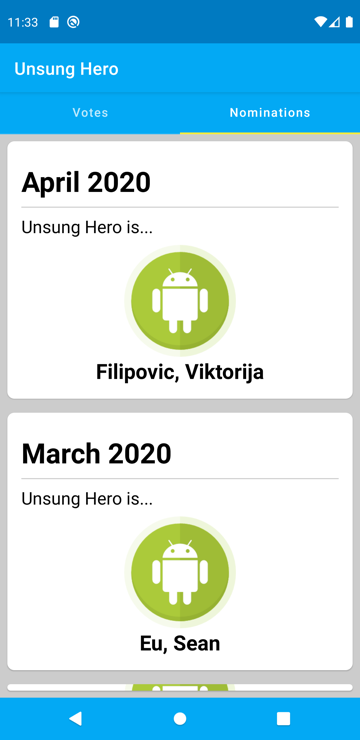 11:33
Unsung Hero
Votes Nominations
April 2020
Unsung Hero is...
Filipovic, Viktorija
March 2020
Unsung Hero is...
Eu, Sean